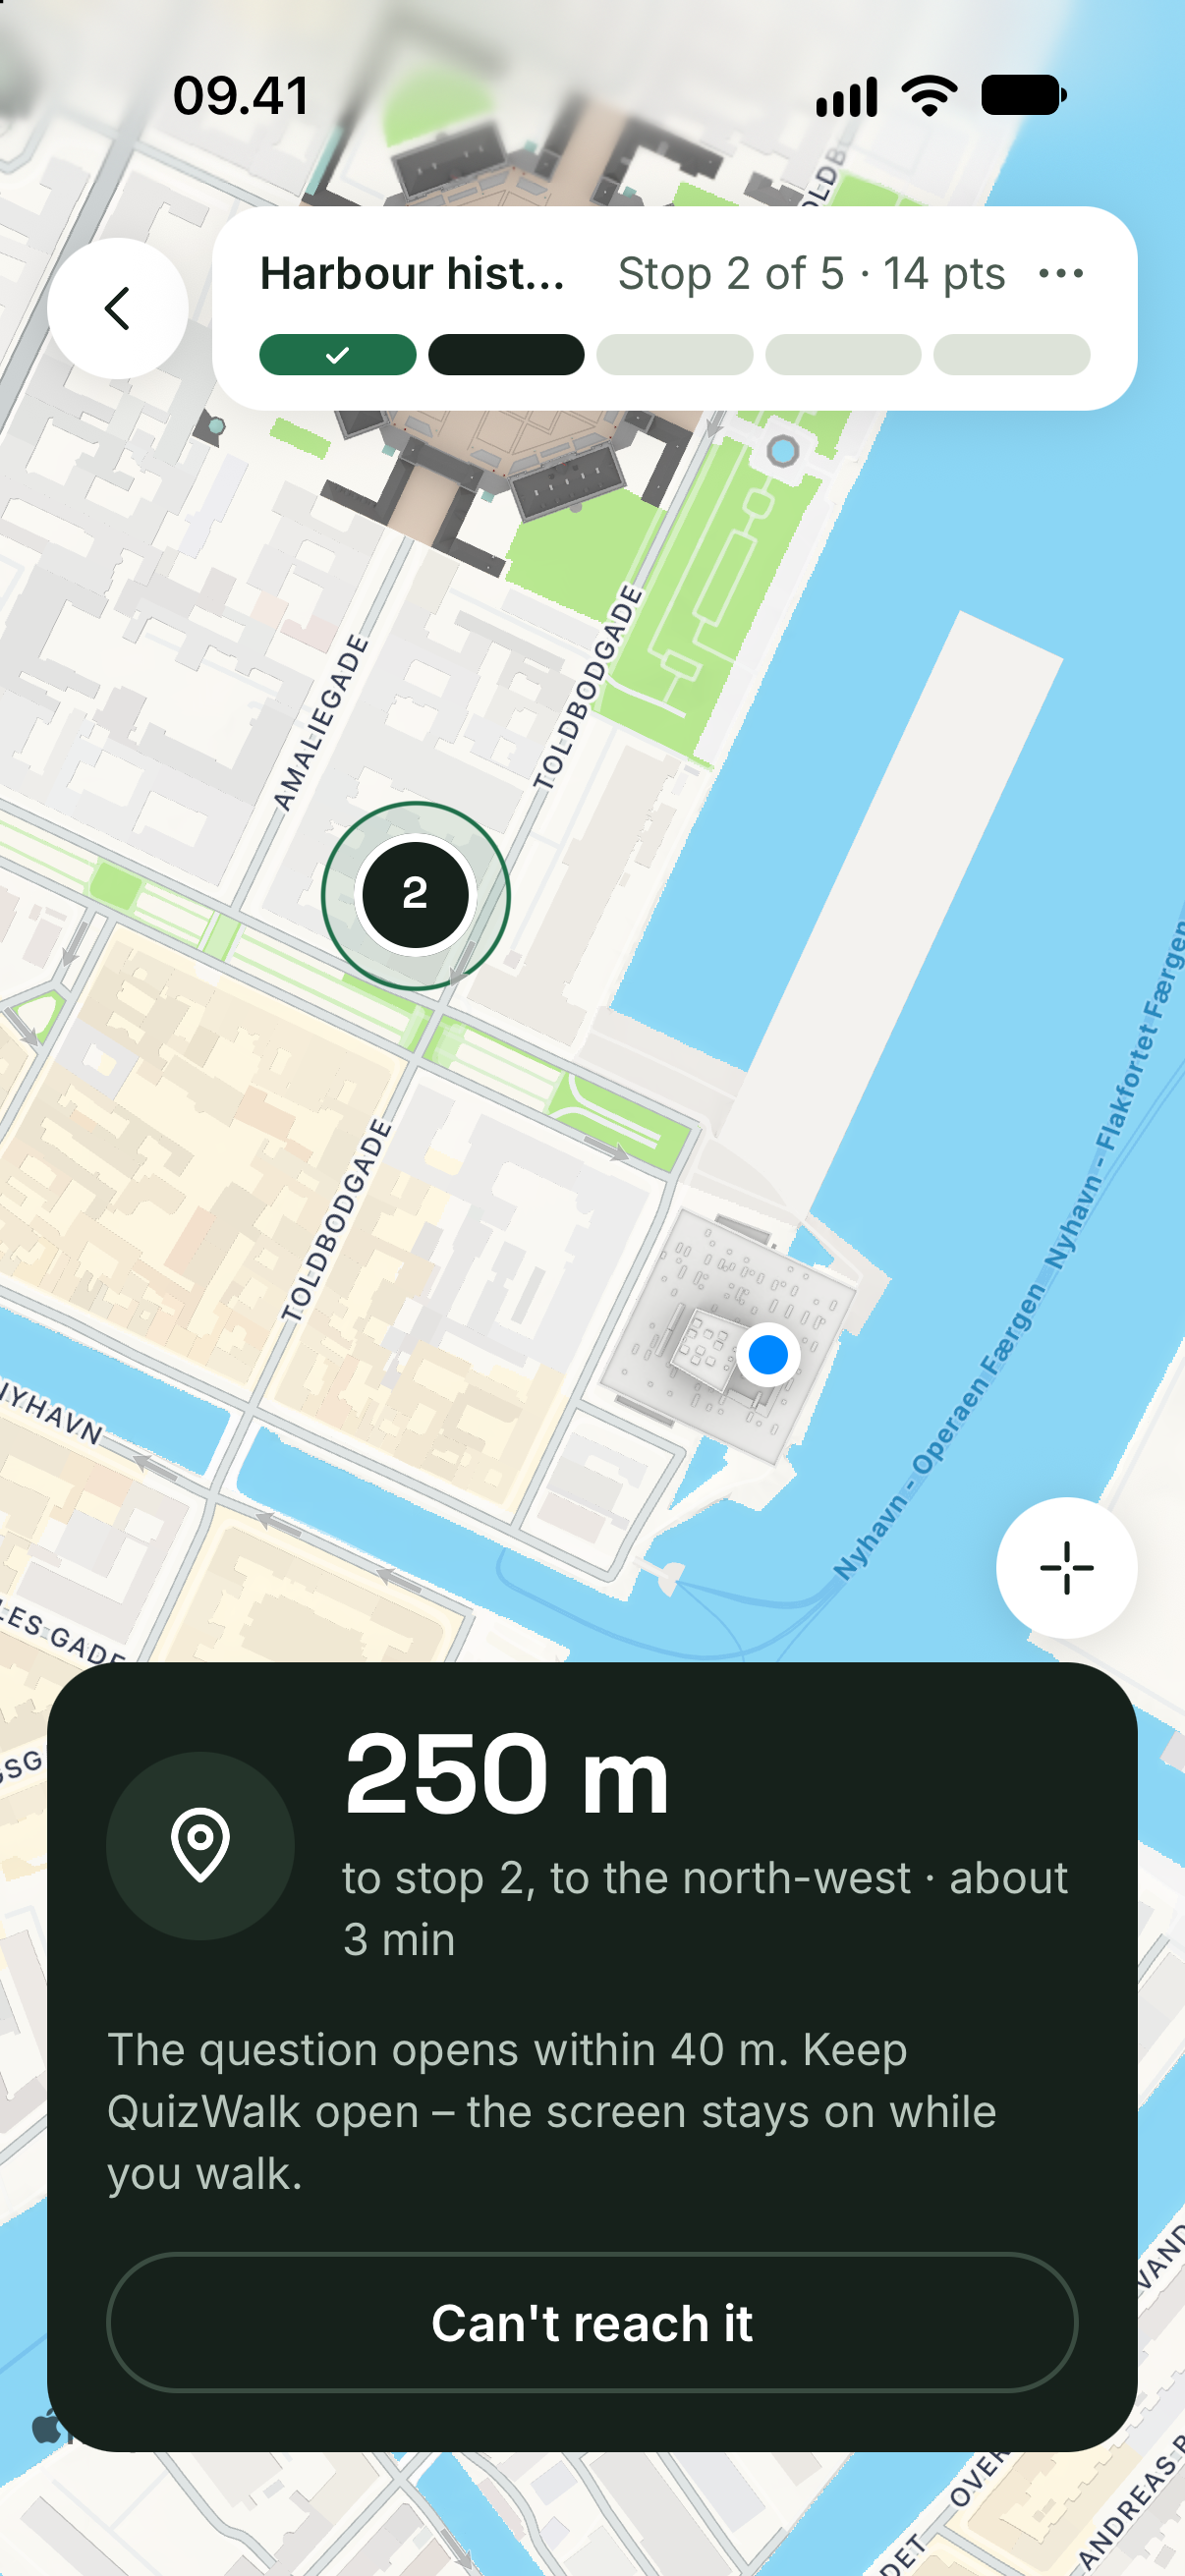 09.41
Harbour hist... Stop 2 of 5 · 14 pts
AMALIEGADE
TOLDBODGADE
2
TOLDBODGADE
NYHAVN
Nyhavn - Operaen Færgen
Nyhavn - Flakfortet Færgen
250 m
to stop 2, to the north-west · about
3 min
The question opens within 40 m. Keep
QuizWalk open – the screen stays on while
you walk.
Can't reach it
ANDREAS